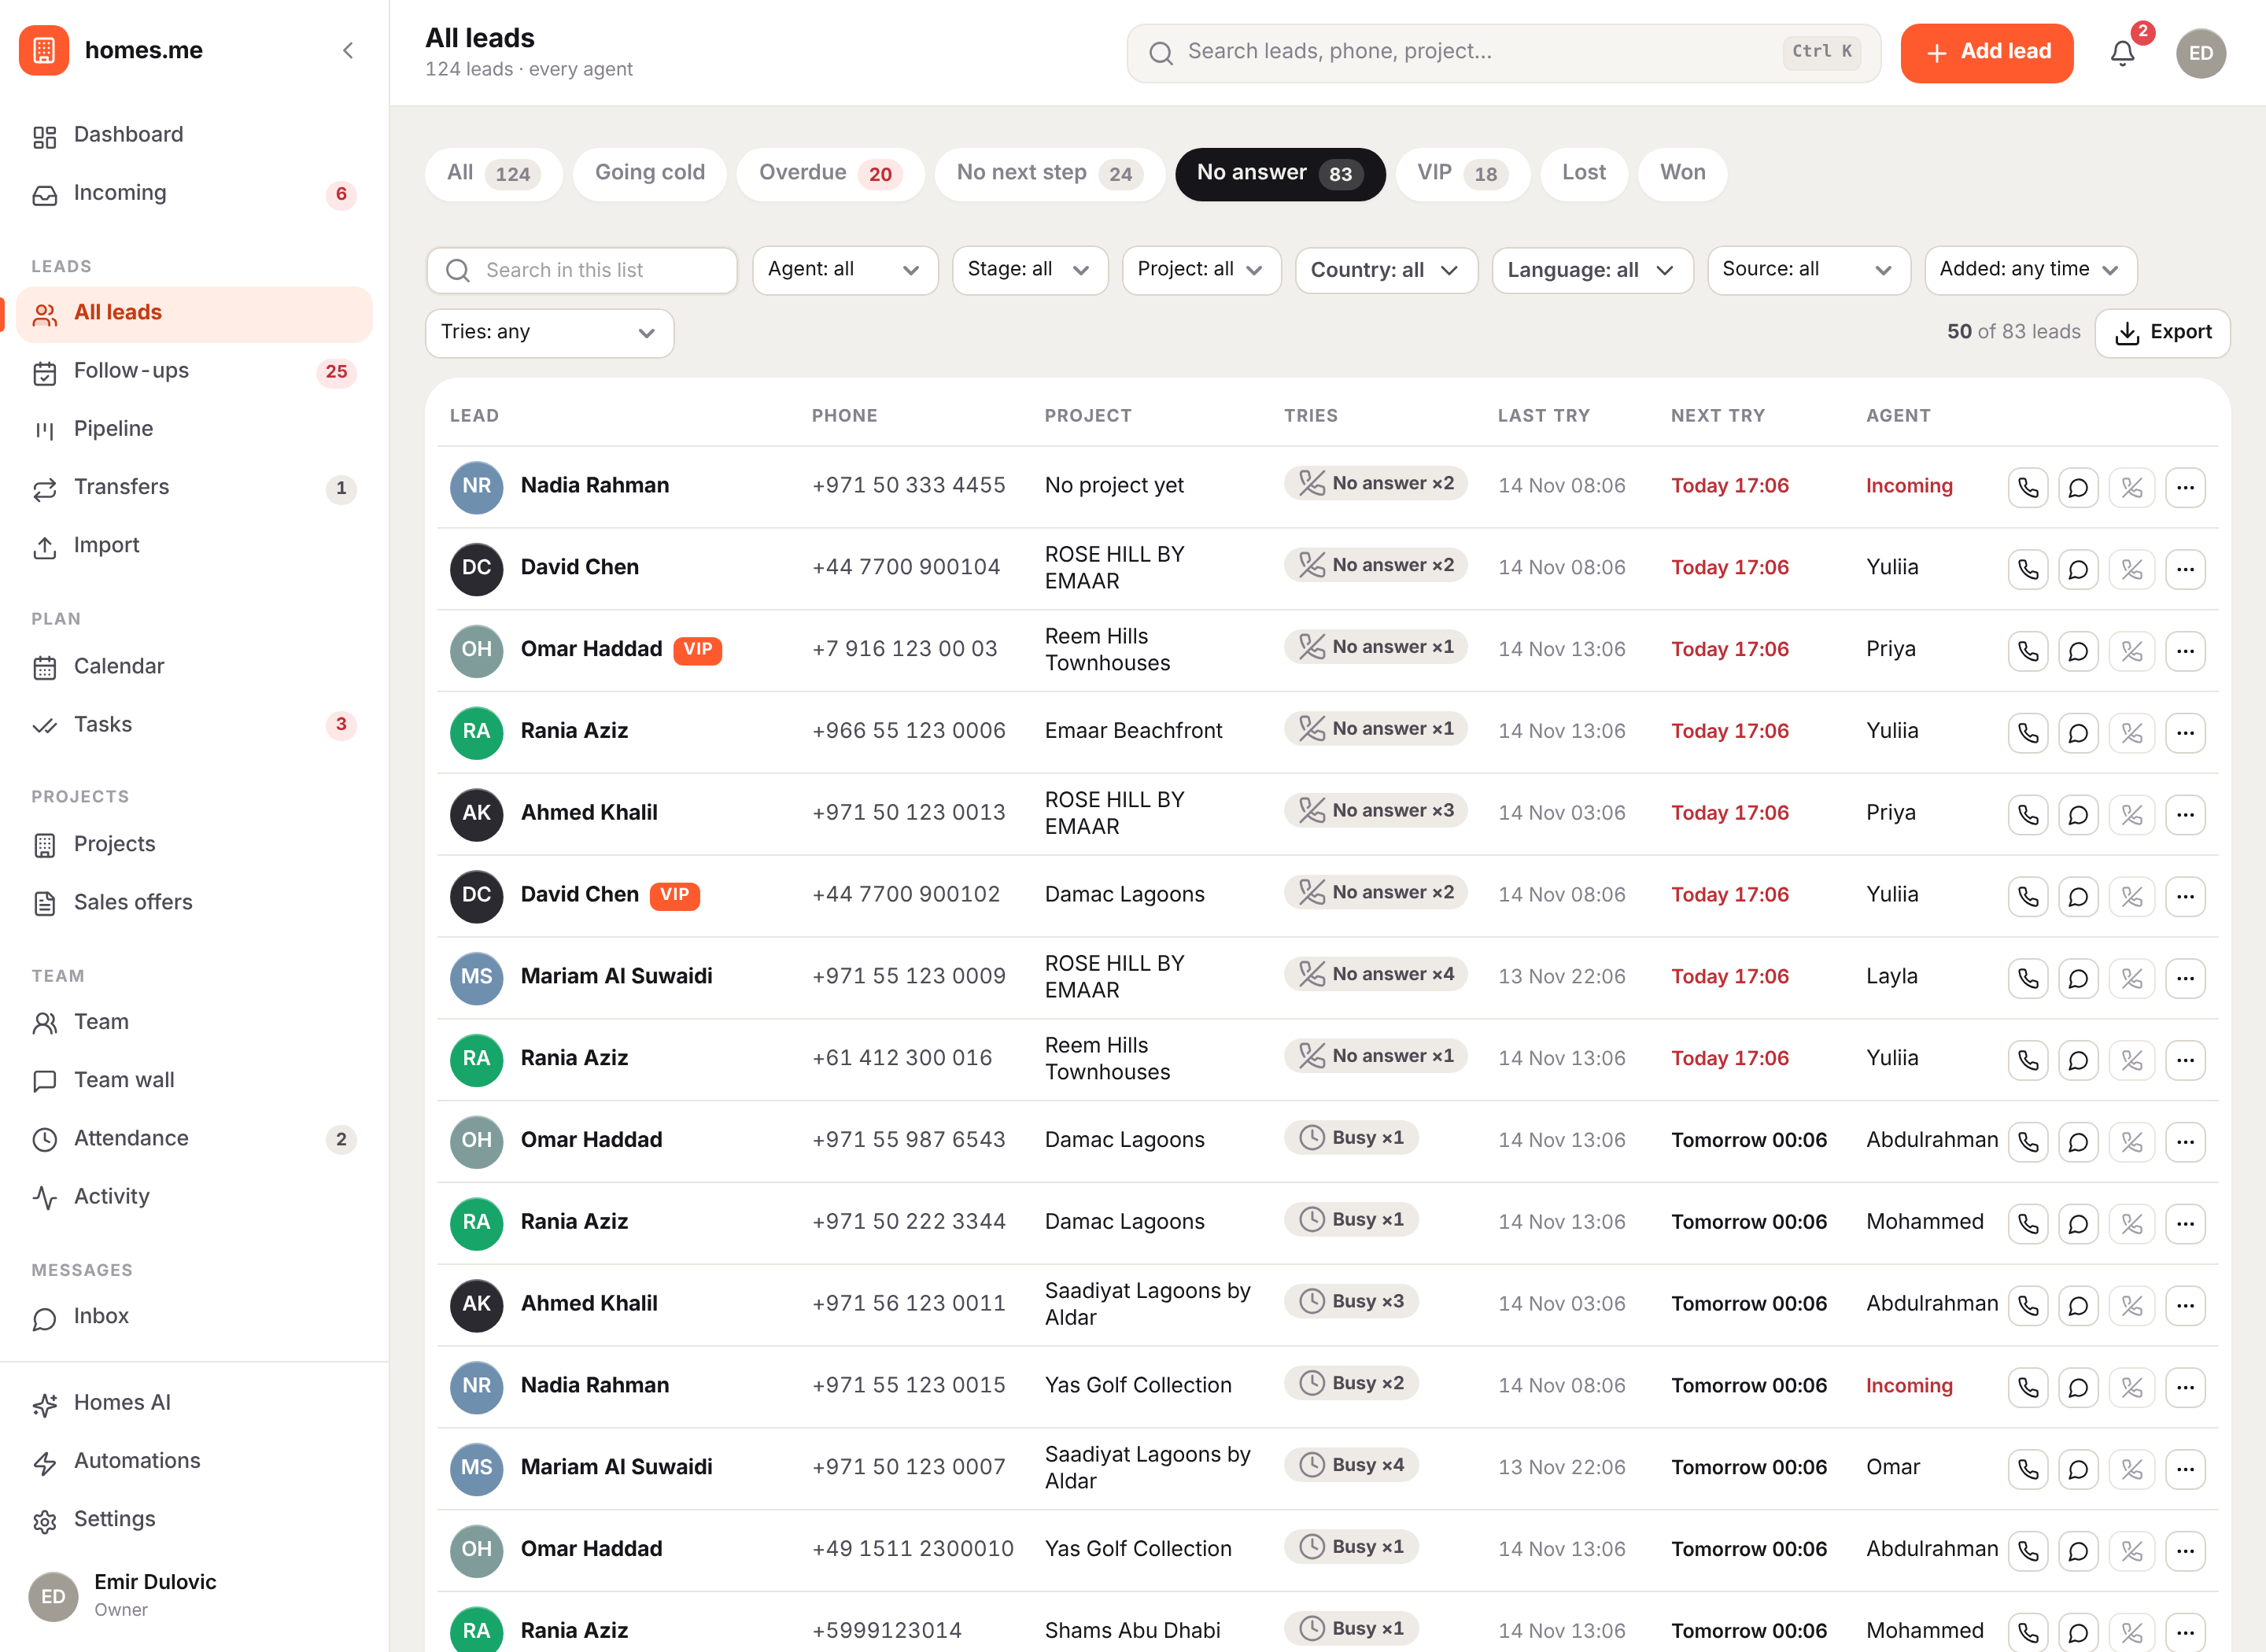 homes.me
Dashboard
Incoming 6
LEADS
All leads
Follow-ups 25
Pipeline
Transfers 1
Import
PLAN
Calendar
Tasks 3
PROJECTS
Projects
Sales offers
TEAM
Team
Team wall
Attendance 2
Activity
MESSAGES
Inbox
Homes AI
Automations
Settings
ED Emir Dulovic
Owner
All leads
124 leads · every agent
Search leads, phone, project... Ctrl K
+ Add lead
2
ED
All 124 Going cold Overdue 20 No next step 24 No answer 83 VIP 18 Lost Won
Search in this list Agent: all Stage: all Project: all Country: all Language: all Source: all Added: any time
Tries: any 50 of 83 leads Export
LEAD PHONE PROJECT TRIES LAST TRY NEXT TRY AGENT
NR Nadia Rahman +971 50 333 4455 No project yet No answer ×2 14 Nov 08:06 Today 17:06 Incoming
DC David Chen +44 7700 900104 ROSE HILL BY
EMAAR No answer ×2 14 Nov 08:06 Today 17:06 Yuliia
OH Omar Haddad VIP +7 916 123 00 03 Reem Hills
Townhouses No answer ×1 14 Nov 13:06 Today 17:06 Priya
RA Rania Aziz +966 55 123 0006 Emaar Beachfront No answer ×1 14 Nov 13:06 Today 17:06 Yuliia
AK Ahmed Khalil +971 50 123 0013 ROSE HILL BY
EMAAR No answer ×3 14 Nov 03:06 Today 17:06 Priya
DC David Chen VIP +44 7700 900102 Damac Lagoons No answer ×2 14 Nov 08:06 Today 17:06 Yuliia
MS Mariam Al Suwaidi +971 55 123 0009 ROSE HILL BY
EMAAR No answer ×4 13 Nov 22:06 Today 17:06 Layla
RA Rania Aziz +61 412 300 016 Reem Hills
Townhouses No answer ×1 14 Nov 13:06 Today 17:06 Yuliia
OH Omar Haddad +971 55 987 6543 Damac Lagoons Busy ×1 14 Nov 13:06 Tomorrow 00:06 Abdulrahman
RA Rania Aziz +971 50 222 3344 Damac Lagoons Busy ×1 14 Nov 13:06 Tomorrow 00:06 Mohammed
AK Ahmed Khalil +971 56 123 0011 Saadiyat Lagoons by
Aldar Busy ×3 14 Nov 03:06 Tomorrow 00:06 Abdulrahman
NR Nadia Rahman +971 55 123 0015 Yas Golf Collection Busy ×2 14 Nov 08:06 Tomorrow 00:06 Incoming
MS Mariam Al Suwaidi +971 50 123 0007 Saadiyat Lagoons by
Aldar Busy ×4 13 Nov 22:06 Tomorrow 00:06 Omar
OH Omar Haddad +49 1511 2300010 Yas Golf Collection Busy ×1 14 Nov 13:06 Tomorrow 00:06 Abdulrahman
RA Rania Aziz +5999123014 Shams Abu Dhabi Busy ×1 14 Nov 13:06 Tomorrow 00:06 Mohammed